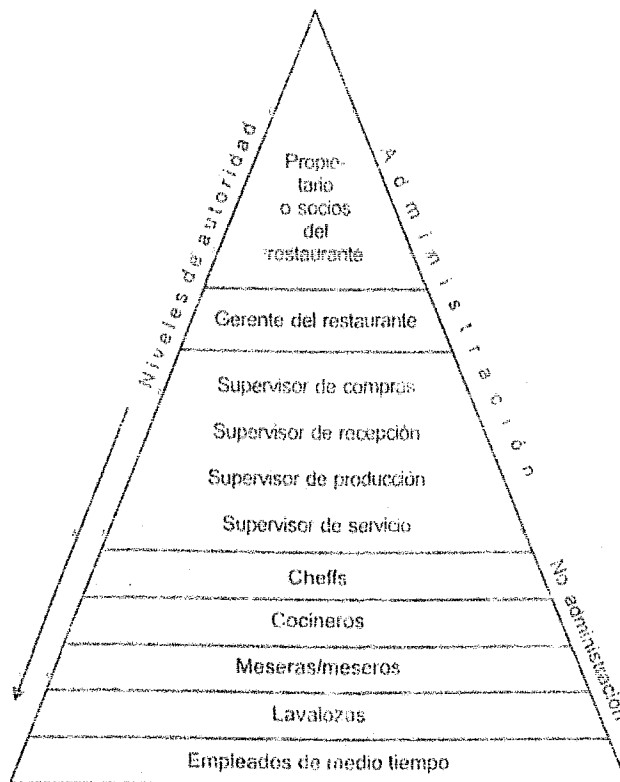 Propie-
tario
o socios
del
restaurante
Gerente del restaurante
Supervisor de compras
Supervisor de recepción
Supervisor de producción
Supervisor de servicio
Cheffs
Cocineros
Meseras/meseros
Lavalozas
Empleados de medio tiempo
Niveles de autoridad
Administración
No administración